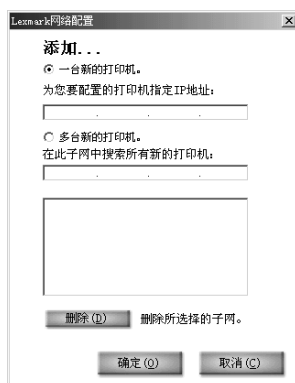 Lexmark网络配置
添加...
一台新的打印机。
为您要配置的打印机指定IP地址:
. . .
多台新的打印机。
在此子网中搜索所有新的打印机:
. . .
删除(D) 删除所选择的子网。
确定(O) 取消(C)